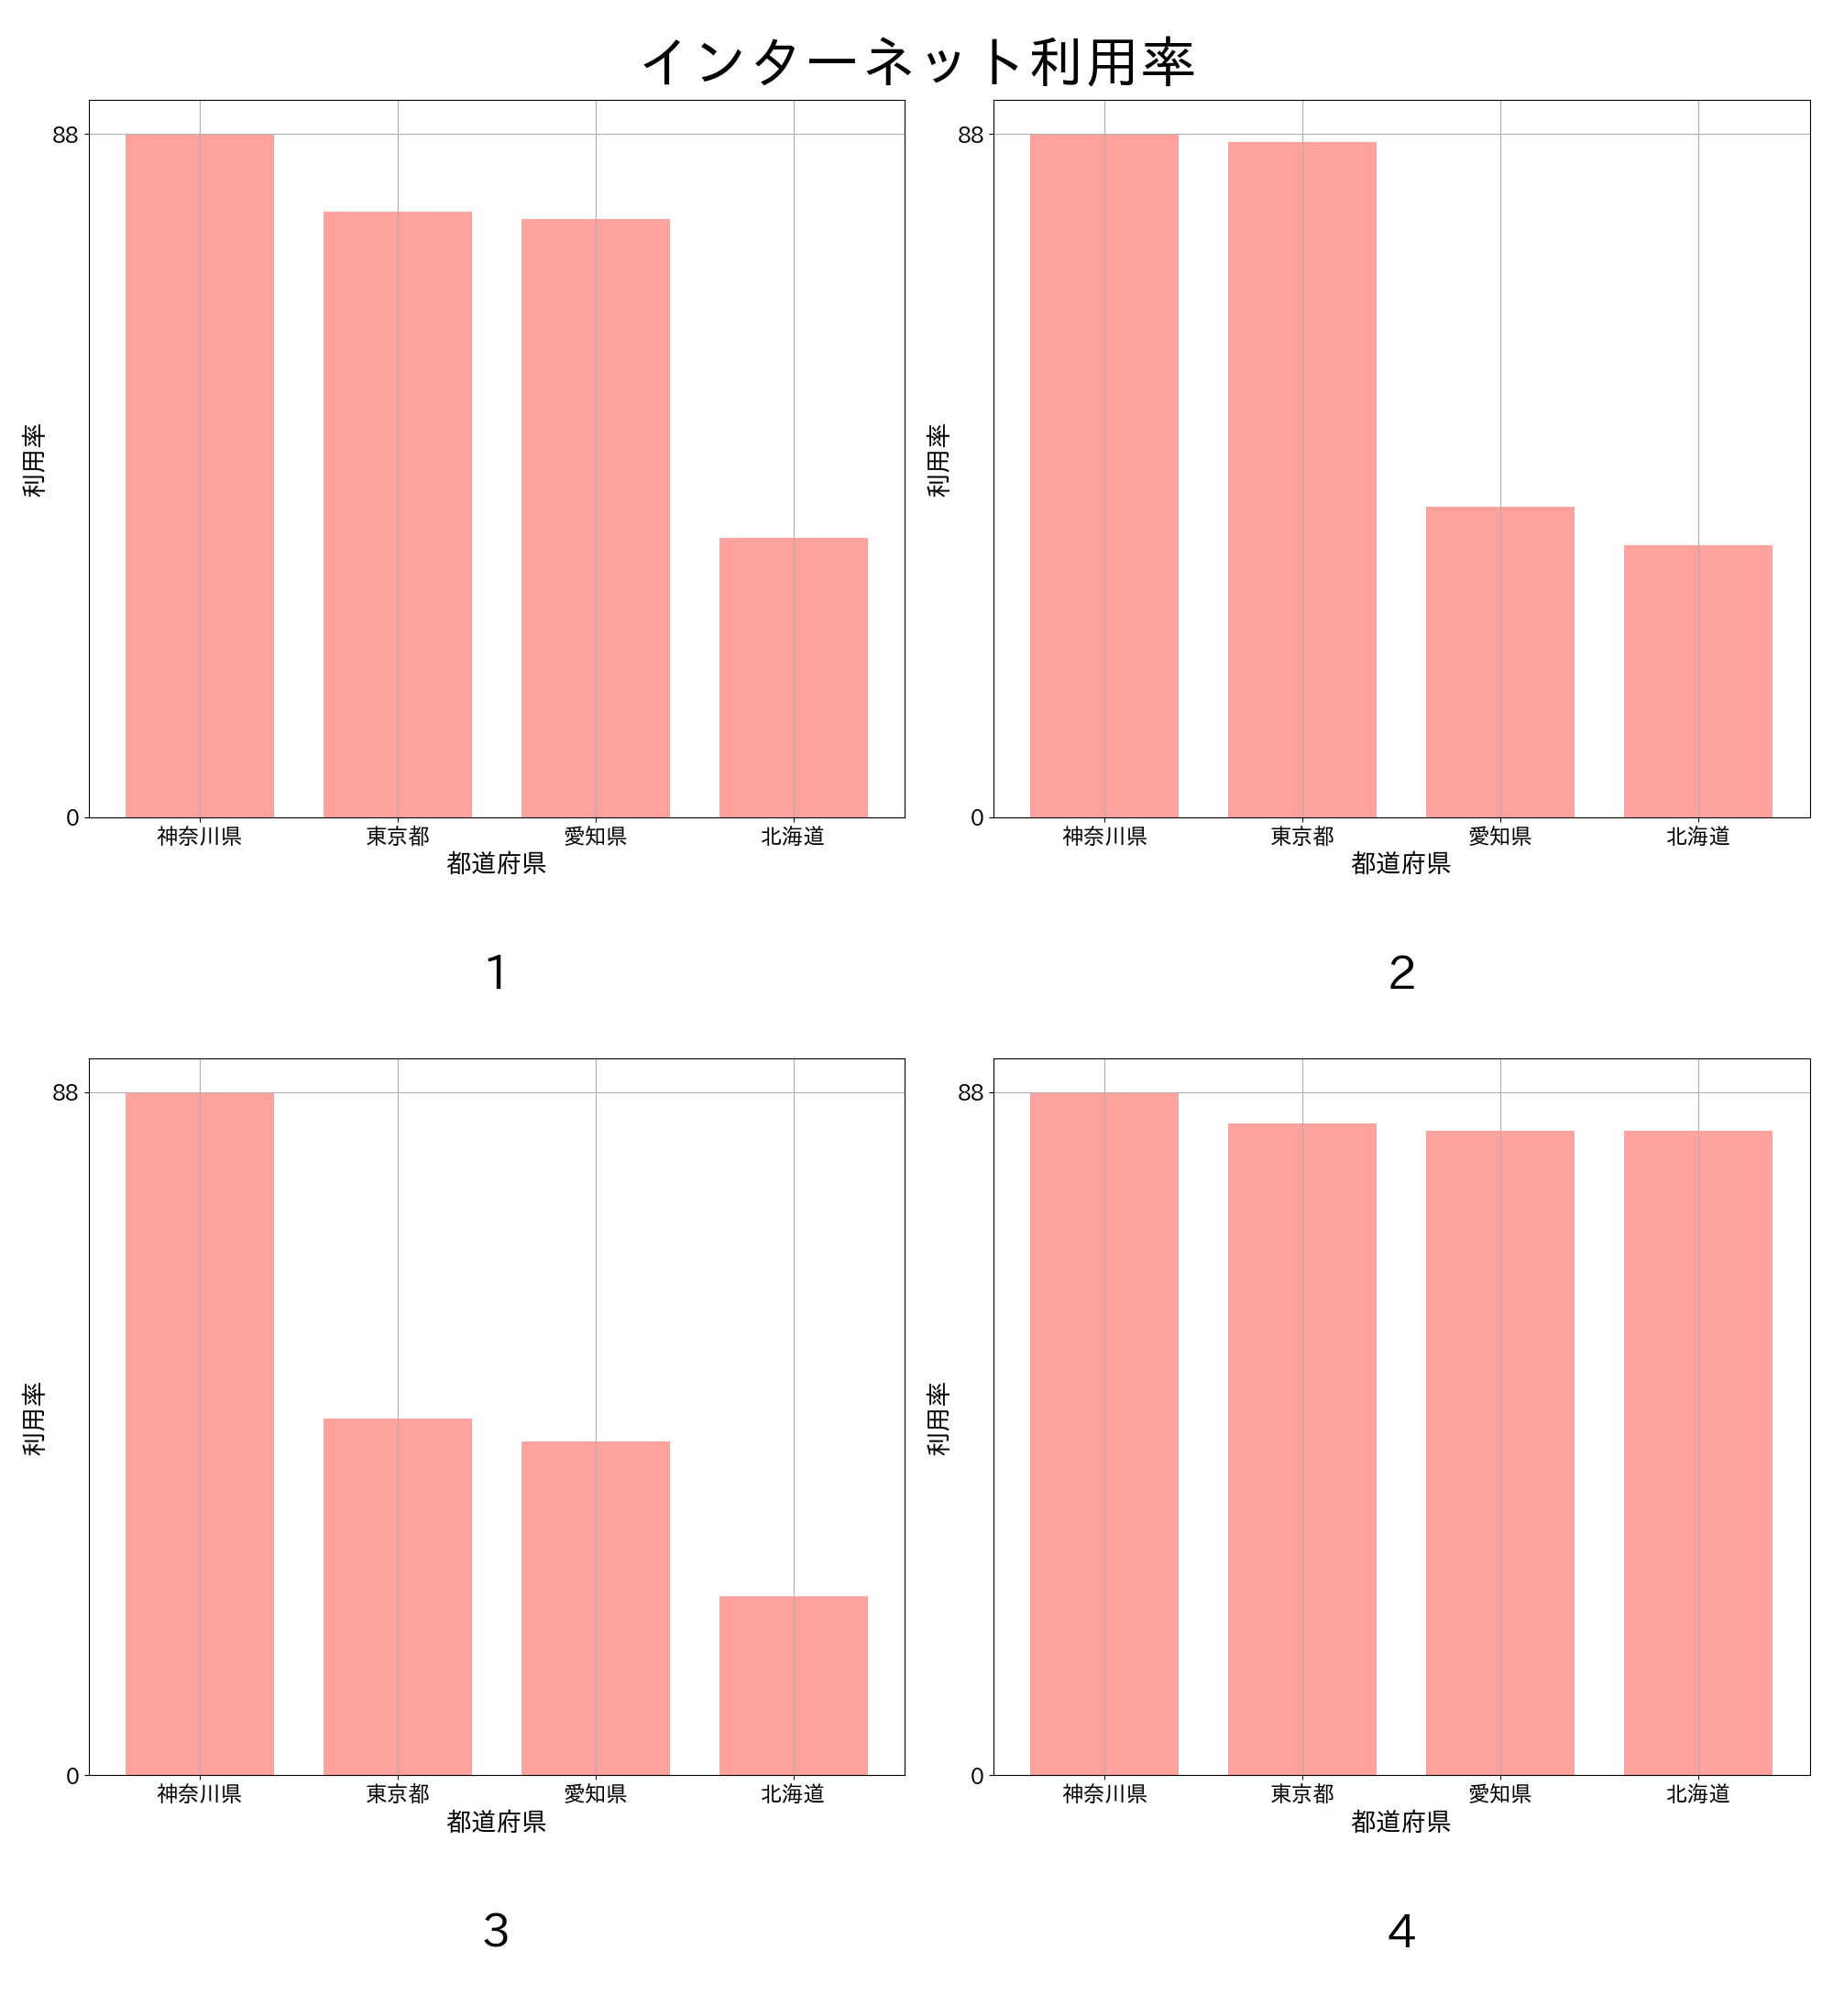 インターネット利用率
88
0
利用率
神奈川県 東京都 愛知県 北海道
都道府県
1
88
0
利用率
神奈川県 東京都 愛知県 北海道
都道府県
2
88
0
利用率
神奈川県 東京都 愛知県 北海道
都道府県
3
88
0
利用率
神奈川県 東京都 愛知県 北海道
都道府県
4